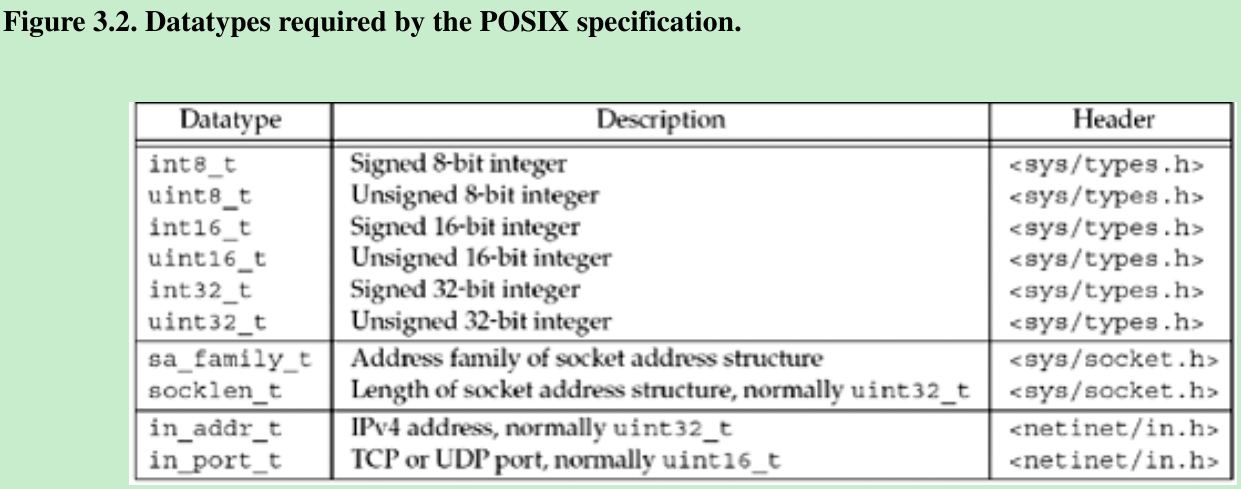 Figure 3.2. Datatypes required by the POSIX specification.
Datatype Description Header
int8_t Signed 8-bit integer <sys/types.h>
uint8_t Unsigned 8-bit integer <sys/types.h>
int16_t Signed 16-bit integer <sys/types.h>
uint16_t Unsigned 16-bit integer <sys/types.h>
int32_t Signed 32-bit integer <sys/types.h>
uint32_t Unsigned 32-bit integer <sys/types.h>
sa_family_t Address family of socket address structure <sys/socket.h>
socklen_t Length of socket address structure, normally uint32_t <sys/socket.h>
in_addr_t IPv4 address, normally uint32_t <netinet/in.h>
in_port_t TCP or UDP port, normally uint16_t <netinet/in.h>